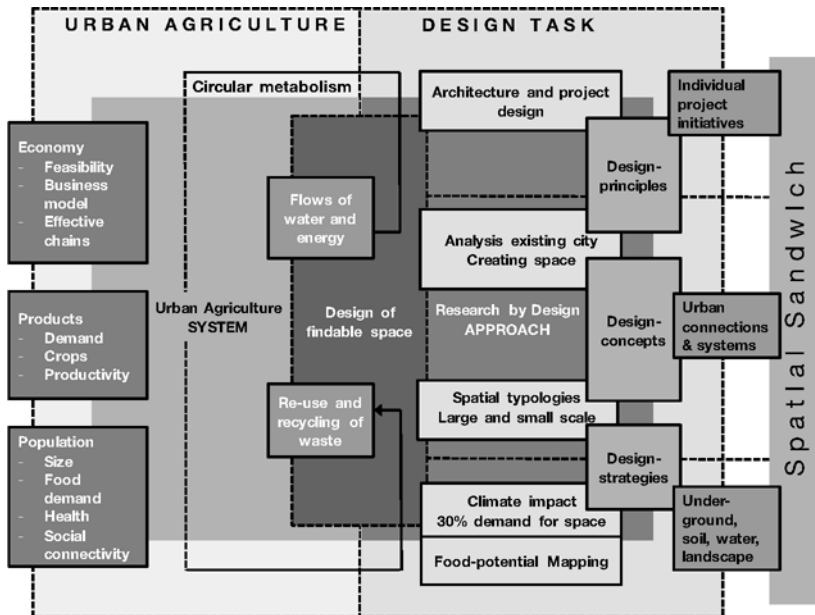 URBAN AGRICULTURE
DESIGN TASK
Circular metabolism
Economy
- Feasibility
- Business
model
- Effective
chains
Products
- Demand
- Crops
- Productivity
Population
- Size
- Food
demand
- Health
- Social
connectivity
Urban Agriculture
SYSTEM
Flows of
water and
energy
Design of
findable space
Re-use and
recycling of
waste
Architecture and project
design
Analysis existing city
Creating space
Research by Design
APPROACH
Spatial typologies
Large and small scale
Climate impact
30% demand for space
Food-potential Mapping
Design-
principles
Design-
concepts
Design-
strategies
Individual
project
initiatives
Urban
connections
& systems
Under-
ground,
soil, water,
landscape
Spatial Sandwich